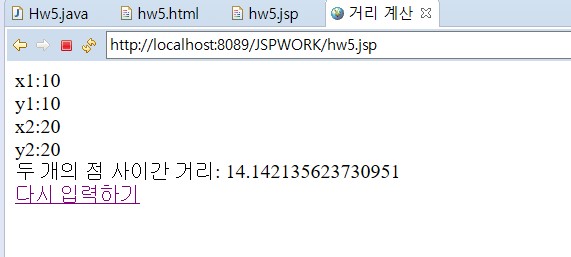 Hw5.java hw5.html hw5.jsp 거리 계산
http://localhost:8089/JSPWORK/hw5.jsp
x1:10
y1:10
x2:20
y2:20
두 개의 점 사이간 거리: 14.142135623730951
다시 입력하기